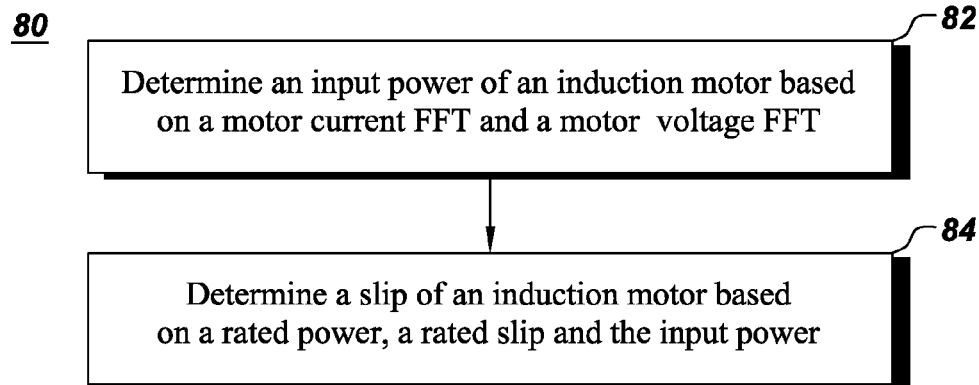 80
82
Determine an input power of an induction motor based
on a motor current FFT and a motor voltage FFT
84
Determine a slip of an induction motor based
on a rated power, a rated slip and the input power